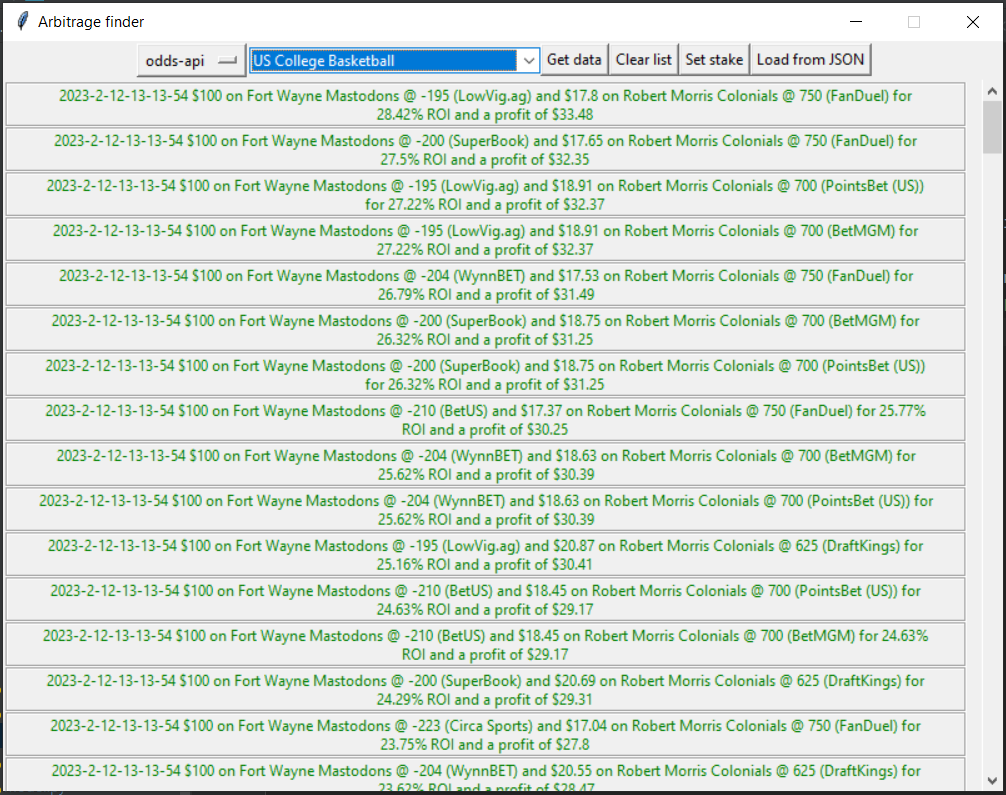 Arbitrage finder
odds-api US College Basketball Get data Clear list Set stake Load from JSON
2023-2-12-13-13-54 $100 on Fort Wayne Mastodons @ -195 (LowVig.ag) and $17.8 on Robert Morris Colonials @ 750 (FanDuel) for
28.42% ROI and a profit of $33.48
2023-2-12-13-13-54 $100 on Fort Wayne Mastodons @ -200 (SuperBook) and $17.65 on Robert Morris Colonials @ 750 (FanDuel) for
27.5% ROI and a profit of $32.35
2023-2-12-13-13-54 $100 on Fort Wayne Mastodons @ -195 (LowVig.ag) and $18.91 on Robert Morris Colonials @ 700 (PointsBet (US))
for 27.22% ROI and a profit of $32.37
2023-2-12-13-13-54 $100 on Fort Wayne Mastodons @ -195 (LowVig.ag) and $18.91 on Robert Morris Colonials @ 700 (BetMGM) for
27.22% ROI and a profit of $32.37
2023-2-12-13-13-54 $100 on Fort Wayne Mastodons @ -204 (WynnBET) and $17.53 on Robert Morris Colonials @ 750 (FanDuel) for
26.79% ROI and a profit of $31.49
2023-2-12-13-13-54 $100 on Fort Wayne Mastodons @ -200 (SuperBook) and $18.75 on Robert Morris Colonials @ 700 (BetMGM) for
26.32% ROI and a profit of $31.25
2023-2-12-13-13-54 $100 on Fort Wayne Mastodons @ -200 (SuperBook) and $18.75 on Robert Morris Colonials @ 700 (PointsBet (US))
for 26.32% ROI and a profit of $31.25
2023-2-12-13-13-54 $100 on Fort Wayne Mastodons @ -210 (BetUS) and $17.37 on Robert Morris Colonials @ 750 (FanDuel) for 25.77%
ROI and a profit of $30.25
2023-2-12-13-13-54 $100 on Fort Wayne Mastodons @ -204 (WynnBET) and $18.63 on Robert Morris Colonials @ 700 (BetMGM) for
25.62% ROI and a profit of $30.39
2023-2-12-13-13-54 $100 on Fort Wayne Mastodons @ -204 (WynnBET) and $18.63 on Robert Morris Colonials @ 700 (PointsBet (US)) for
25.62% ROI and a profit of $30.39
2023-2-12-13-13-54 $100 on Fort Wayne Mastodons @ -195 (LowVig.ag) and $20.87 on Robert Morris Colonials @ 625 (DraftKings) for
25.16% ROI and a profit of $30.41
2023-2-12-13-13-54 $100 on Fort Wayne Mastodons @ -210 (BetUS) and $18.45 on Robert Morris Colonials @ 700 (PointsBet (US)) for
24.63% ROI and a profit of $29.17
2023-2-12-13-13-54 $100 on Fort Wayne Mastodons @ -210 (BetUS) and $18.45 on Robert Morris Colonials @ 700 (BetMGM) for 24.63%
ROI and a profit of $29.17
2023-2-12-13-13-54 $100 on Fort Wayne Mastodons @ -200 (SuperBook) and $20.69 on Robert Morris Colonials @ 625 (DraftKings) for
24.29% ROI and a profit of $29.31
2023-2-12-13-13-54 $100 on Fort Wayne Mastodons @ -223 (Circa Sports) and $17.04 on Robert Morris Colonials @ 750 (FanDuel) for
23.75% ROI and a profit of $27.8
2023-2-12-13-13-54 $100 on Fort Wayne Mastodons @ -204 (WynnBET) and $20.55 on Robert Morris Colonials @ 625 (DraftKings) for
23.62% ROI and a profit of $28.47